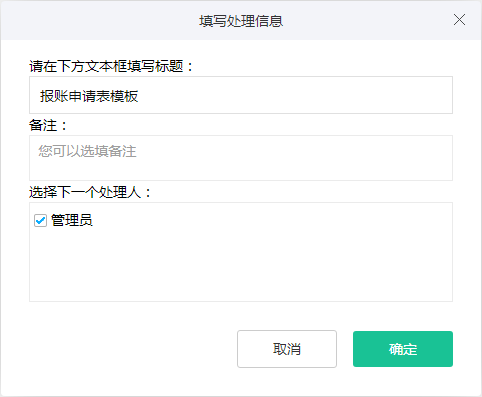 填写处理信息
请在下方文本框填写标题：
报账申请表模板
备注：
您可以选填备注
选择下一个处理人：
管理员
取消
确定